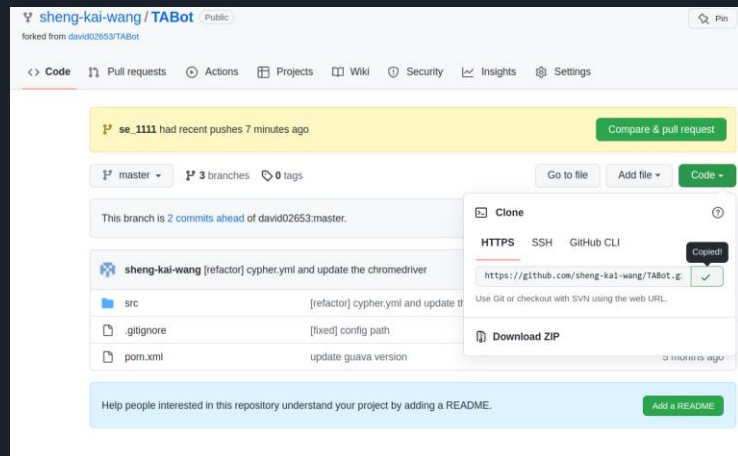 sheng-kai-wang / TABot Public
Pin
forked from david02653/TABot
<> Code Pull requests Actions Projects Wiki Security Insights Settings
se_1111 had recent pushes 7 minutes ago
Compare & pull request
master 3 branches 0 tags
Go to file Add file Code
This branch is 2 commits ahead of david02653:master.
Clone
HTTPS SSH GitHub CLI
Copied!
https://github.com/sheng-kai-wang/TABot.g
Use Git or checkout with SVN using the web URL.
Download ZIP
sheng-kai-wang [refactor] cypher.yml and update the chromedriver
src [refactor] cypher.yml and update th
.gitignore [fixed] config path
pom.xml update guava version 5 months ago
Help people interested in this repository understand your project by adding a README.
Add a README